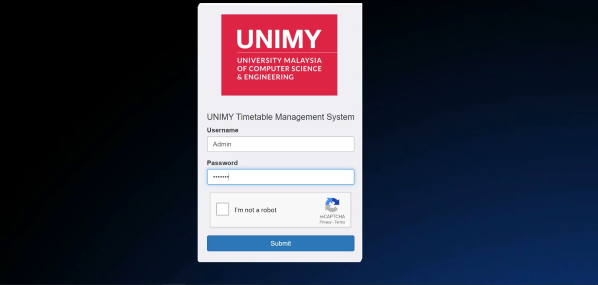 UNIMY
UNIVERSITY MALAYSIA
OF COMPUTER SCIENCE
& ENGINEERING
UNIMY Timetable Management System
Username
Admin
Password
•••••••
I'm not a robot
reCAPTCHA
Privacy - Terms
Submit